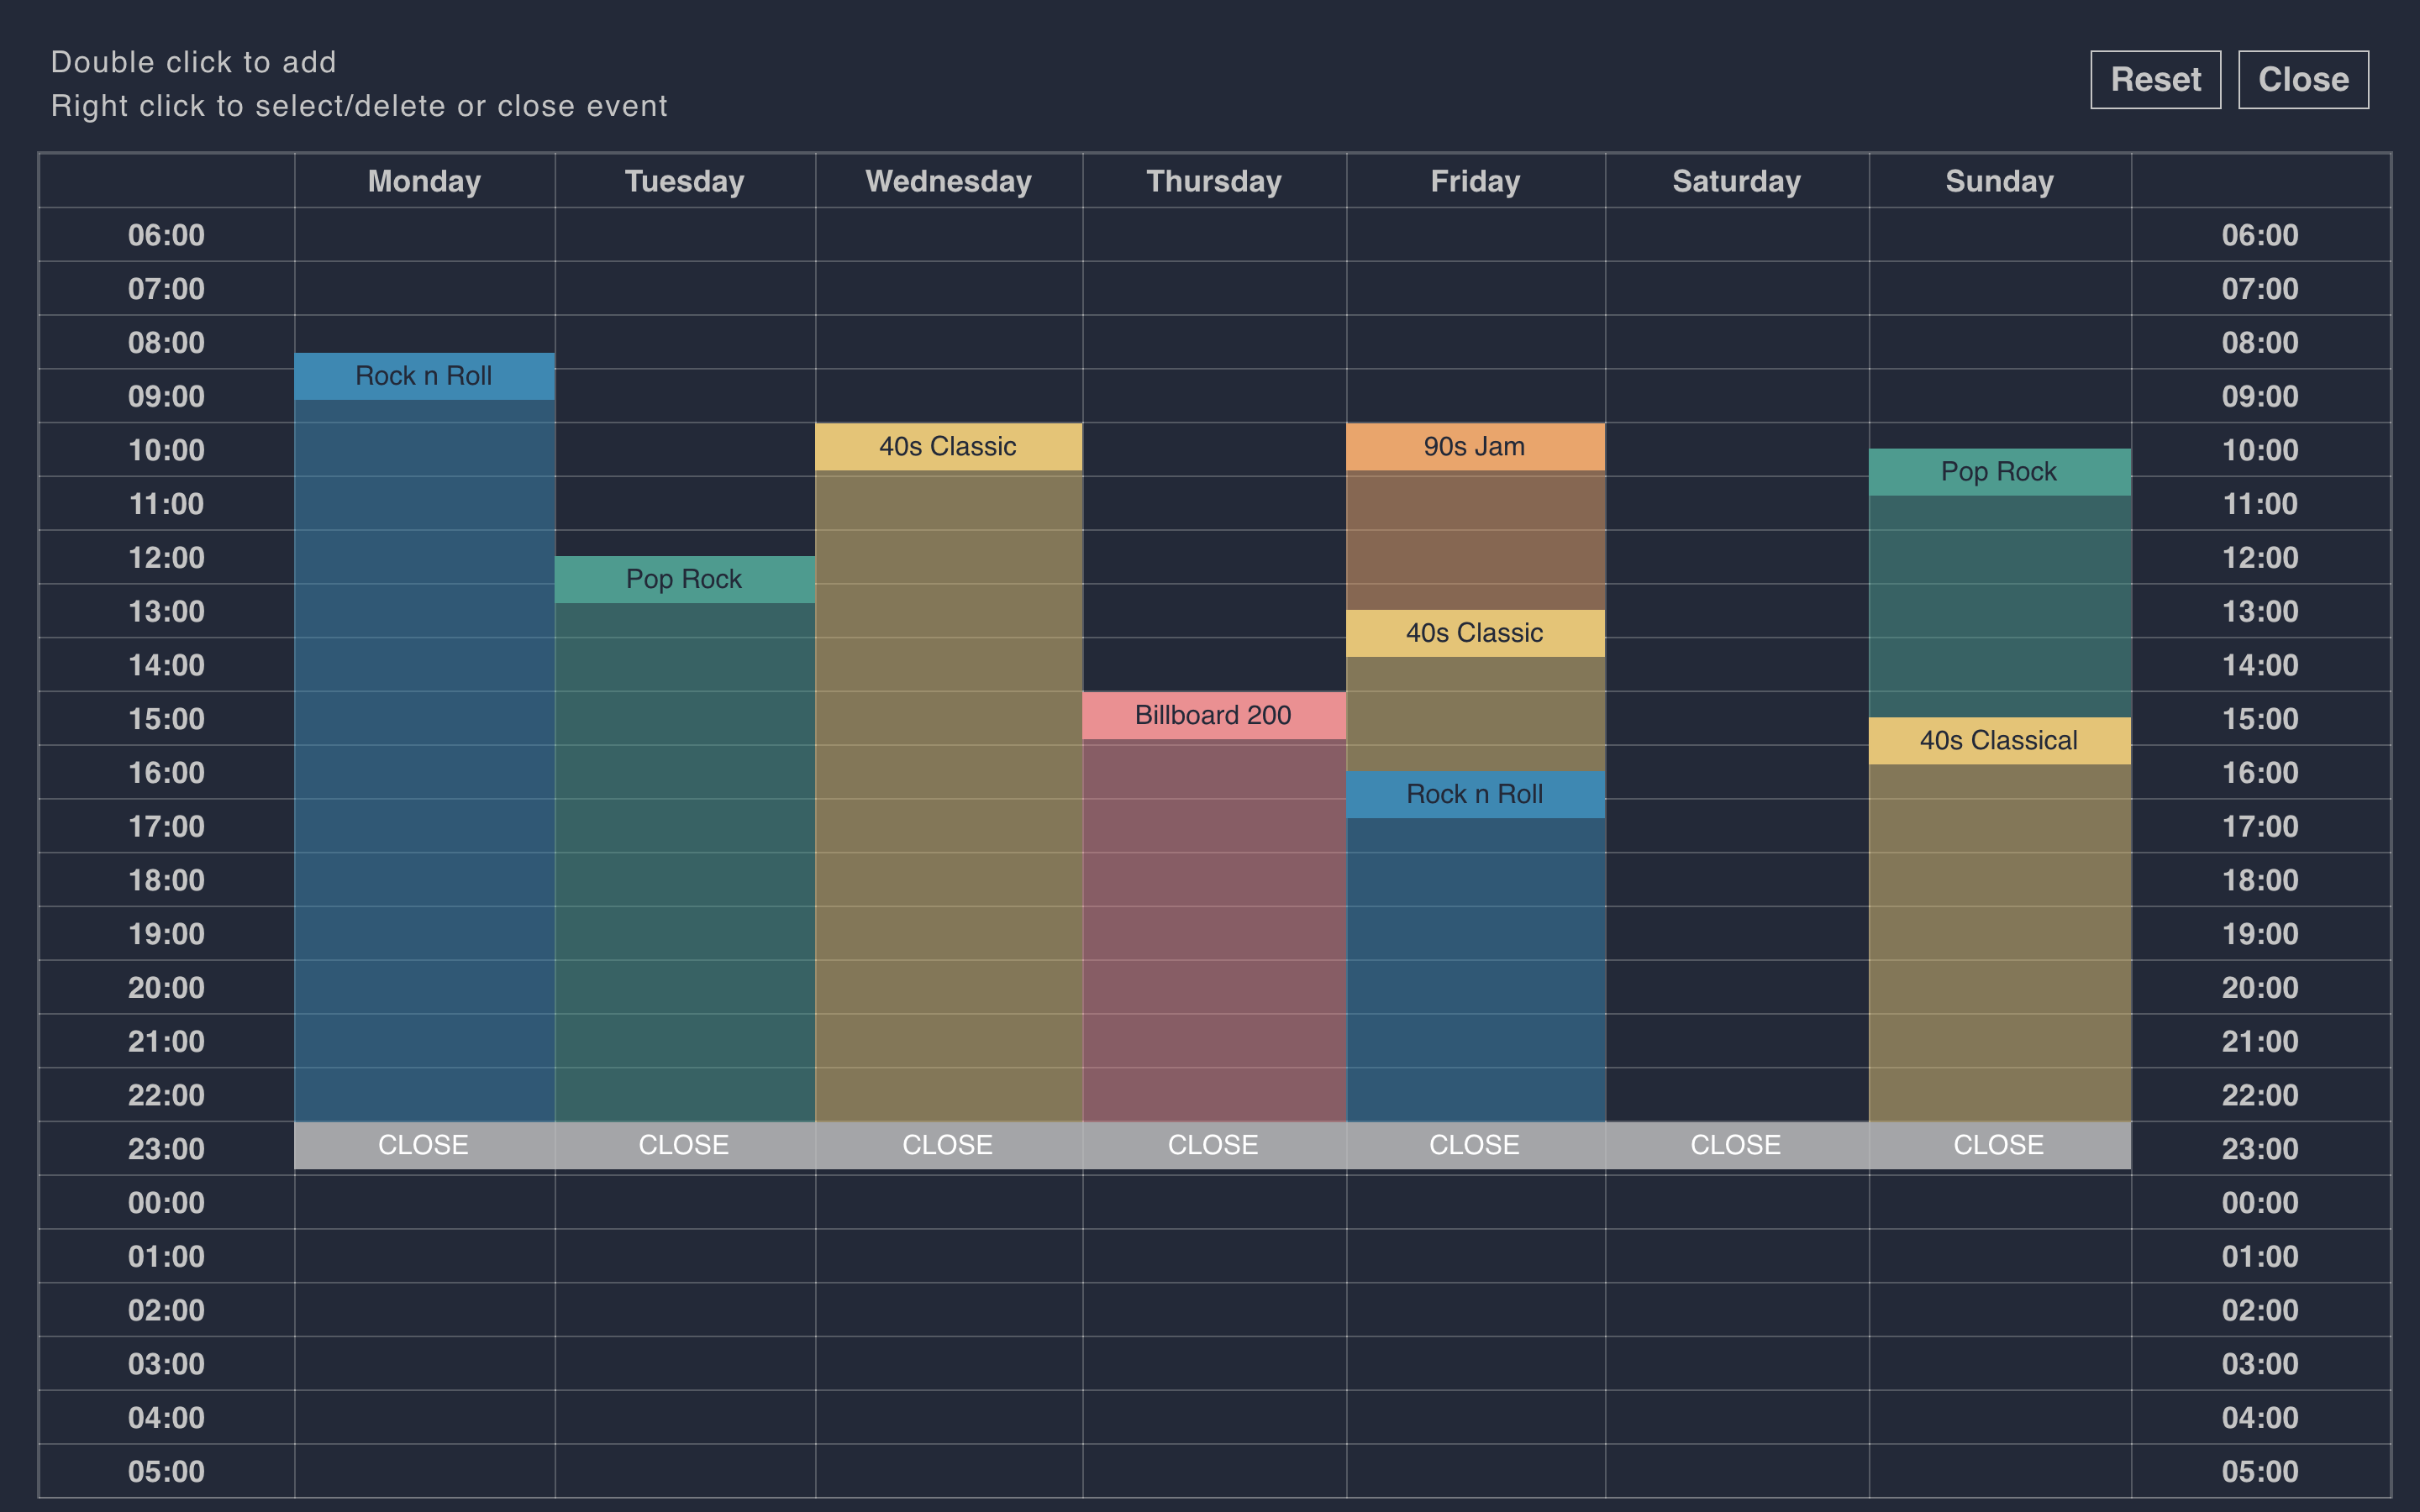 Double click to add
Right click to select/delete or close event
Reset Close
Monday Tuesday Wednesday Thursday Friday Saturday Sunday
06:00 06:00
07:00 07:00
08:00 08:00
Rock n Roll
09:00 09:00
10:00 40s Classic 90s Jam 10:00
Pop Rock
11:00 11:00
12:00 12:00
Pop Rock
13:00 13:00
40s Classic
14:00 14:00
15:00 Billboard 200 15:00
40s Classical
16:00 16:00
Rock n Roll
17:00 17:00
18:00 18:00
19:00 19:00
20:00 20:00
21:00 21:00
22:00 22:00
23:00 CLOSE CLOSE CLOSE CLOSE CLOSE CLOSE CLOSE 23:00
00:00 00:00
01:00 01:00
02:00 02:00
03:00 03:00
04:00 04:00
05:00 05:00